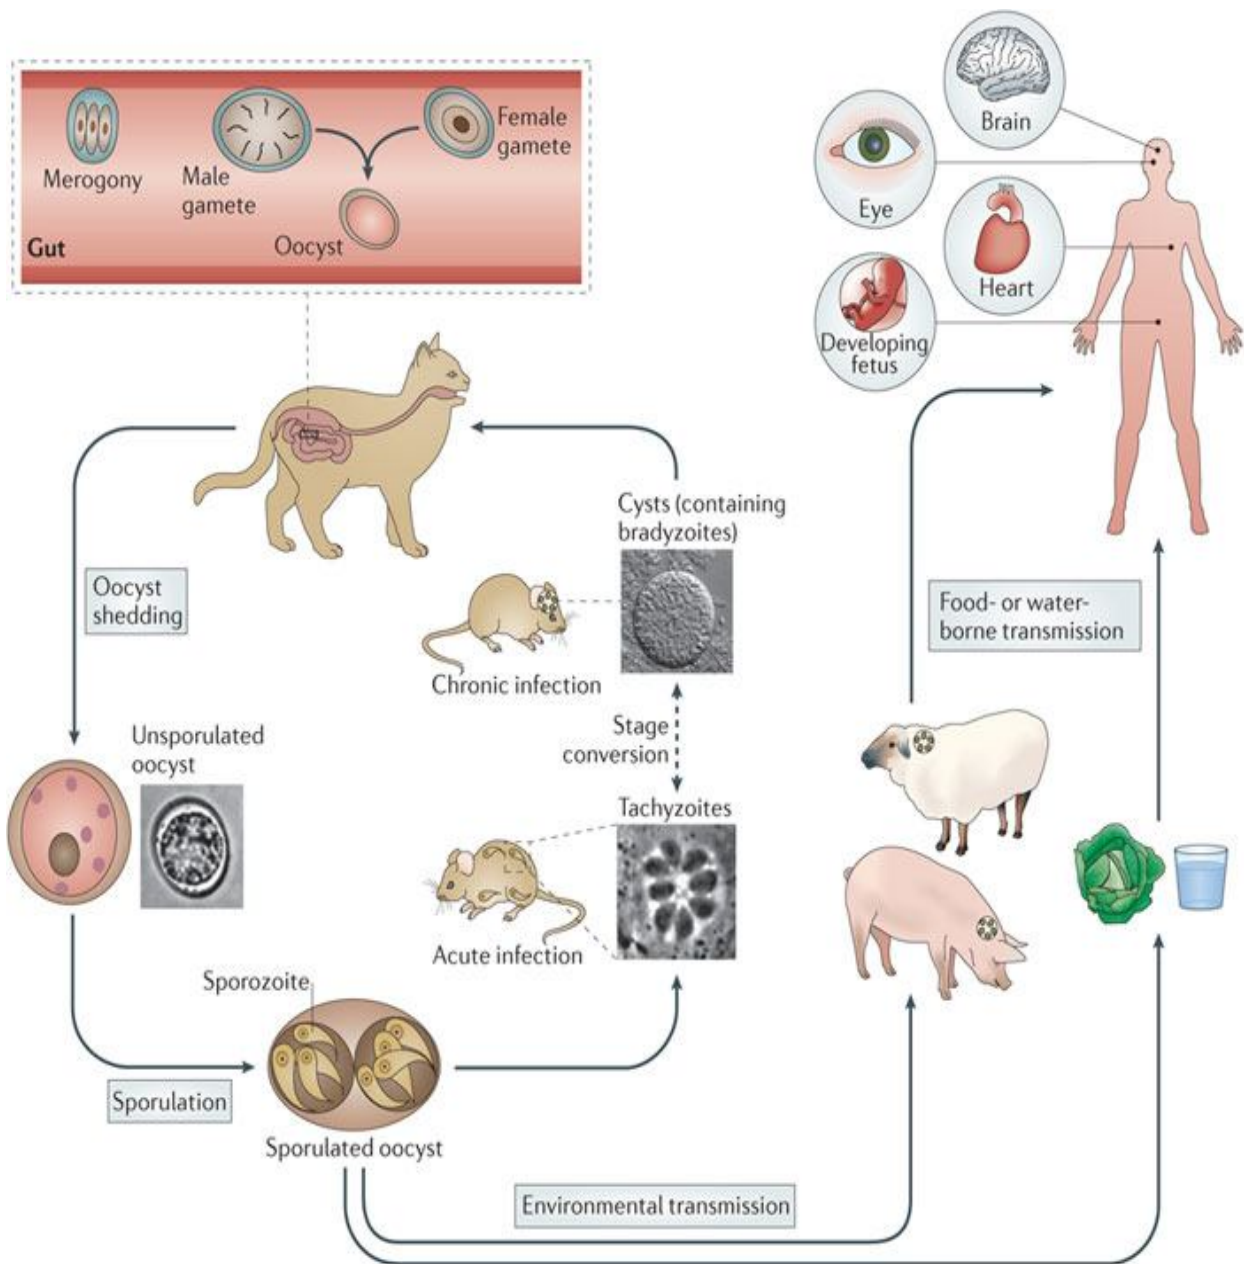 Merogony
Male
gamete
Female
gamete
Oocyst
Gut
Brain
Eye
Heart
Developing
fetus
Oocyst
shedding
Cysts (containing
bradyzoites)
Chronic infection
Stage
conversion
Unsporulated
oocyst
Tachyzoites
Acute infection
Food- or water-
borne transmission
Sporozoite
Sporulation
Sporulated oocyst
Environmental transmission